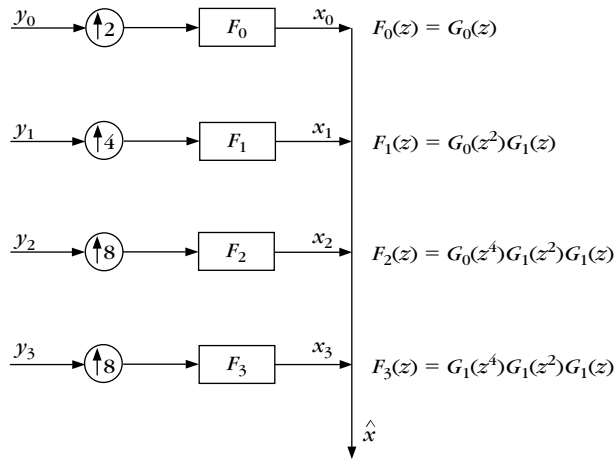 y₀ ↑2 F₀ x₀ F₀(z) = G₀(z)
y₁ ↑4 F₁ x₁ F₁(z) = G₀(z²)G₁(z)
y₂ ↑8 F₂ x₂ F₂(z) = G₀(z⁴)G₁(z²)G₁(z)
y₃ ↑8 F₃ x₃ F₃(z) = G₁(z⁴)G₁(z²)G₁(z)
x̂